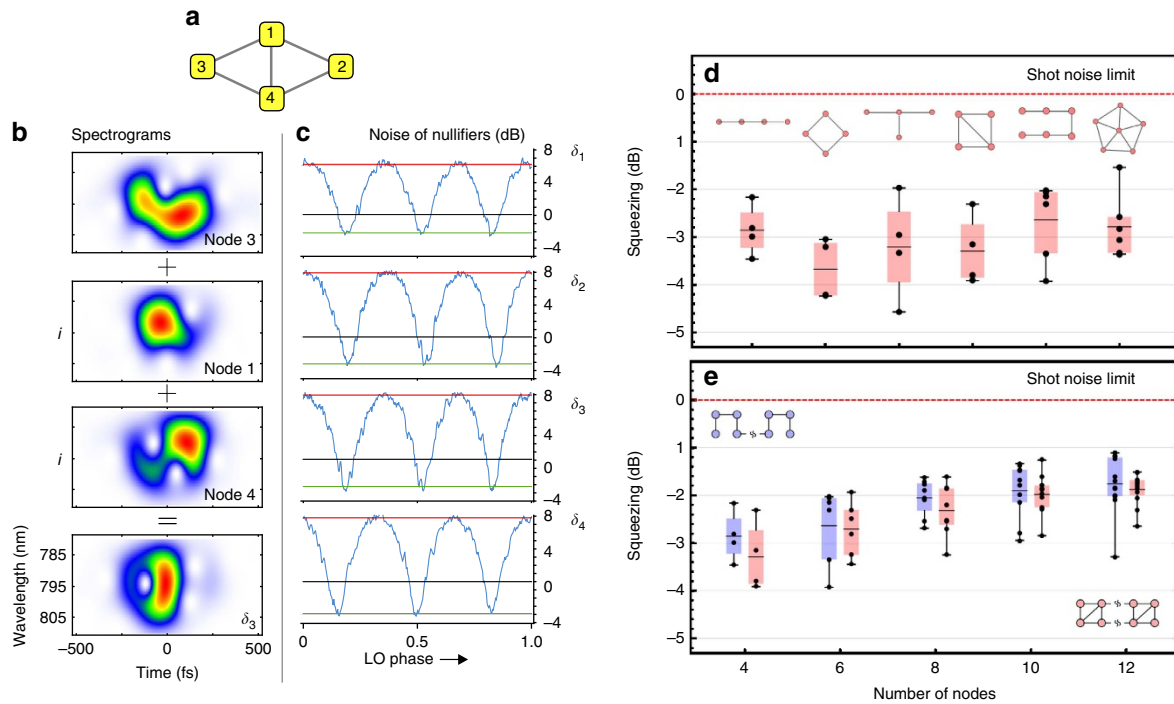 a
1
3
2
4
b
Spectrograms
Node 3
+
i
Node 1
+
i
Node 4
=
Wavelength (nm)
785
795
805
δ3
−500
0
500
Time (fs)
c
Noise of nullifiers (dB)
8
δ1
4
0
−4
8
δ2
4
0
−4
8
δ3
4
0
−4
8
δ4
4
0
−4
0
0.5
1.0
LO phase →
d
Shot noise limit
0
1
−2
−3
−4
−5
Squeezing (dB)
e
Shot noise limit
0
1
−2
−3
−4
−5
Squeezing (dB)
4
6
8
10
12
Number of nodes